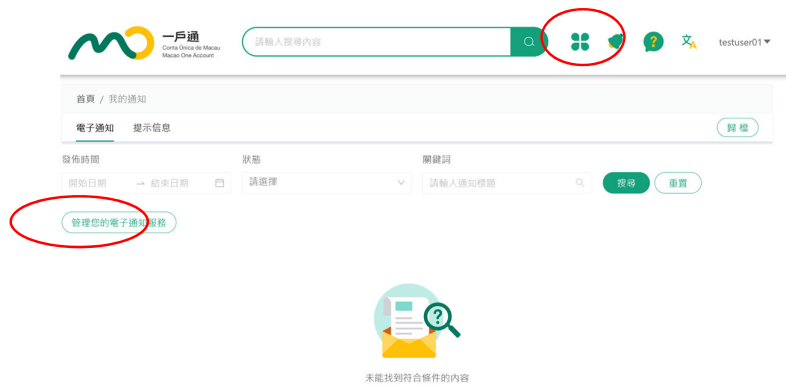 一戶通
Conta Única de Macau
Macao One Account
請輸入搜尋內容
testuser01
首頁 / 我的通知
電子通知 提示信息 歸檔
發佈時間 狀態 關鍵詞
開始日期 → 結束日期 請選擇 請輸入通知標題 搜尋 重置
管理您的電子通知服務
未能找到符合條件的內容